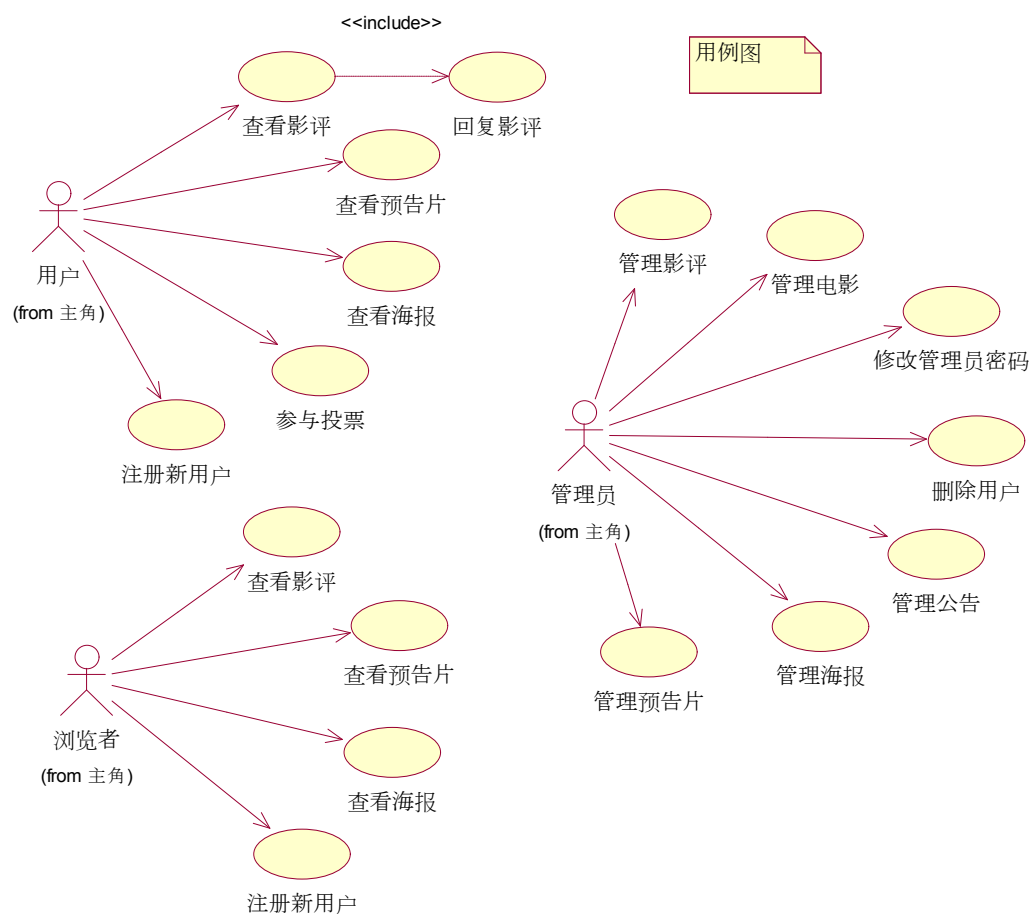 <<include>>
用例图
查看影评
回复影评
查看预告片
用户
(from 主角)
查看海报
参与投票
注册新用户
管理影评
管理电影
修改管理员密码
管理员
(from 主角)
删除用户
管理公告
管理海报
管理预告片
查看影评
查看预告片
浏览者
(from 主角)
查看海报
注册新用户